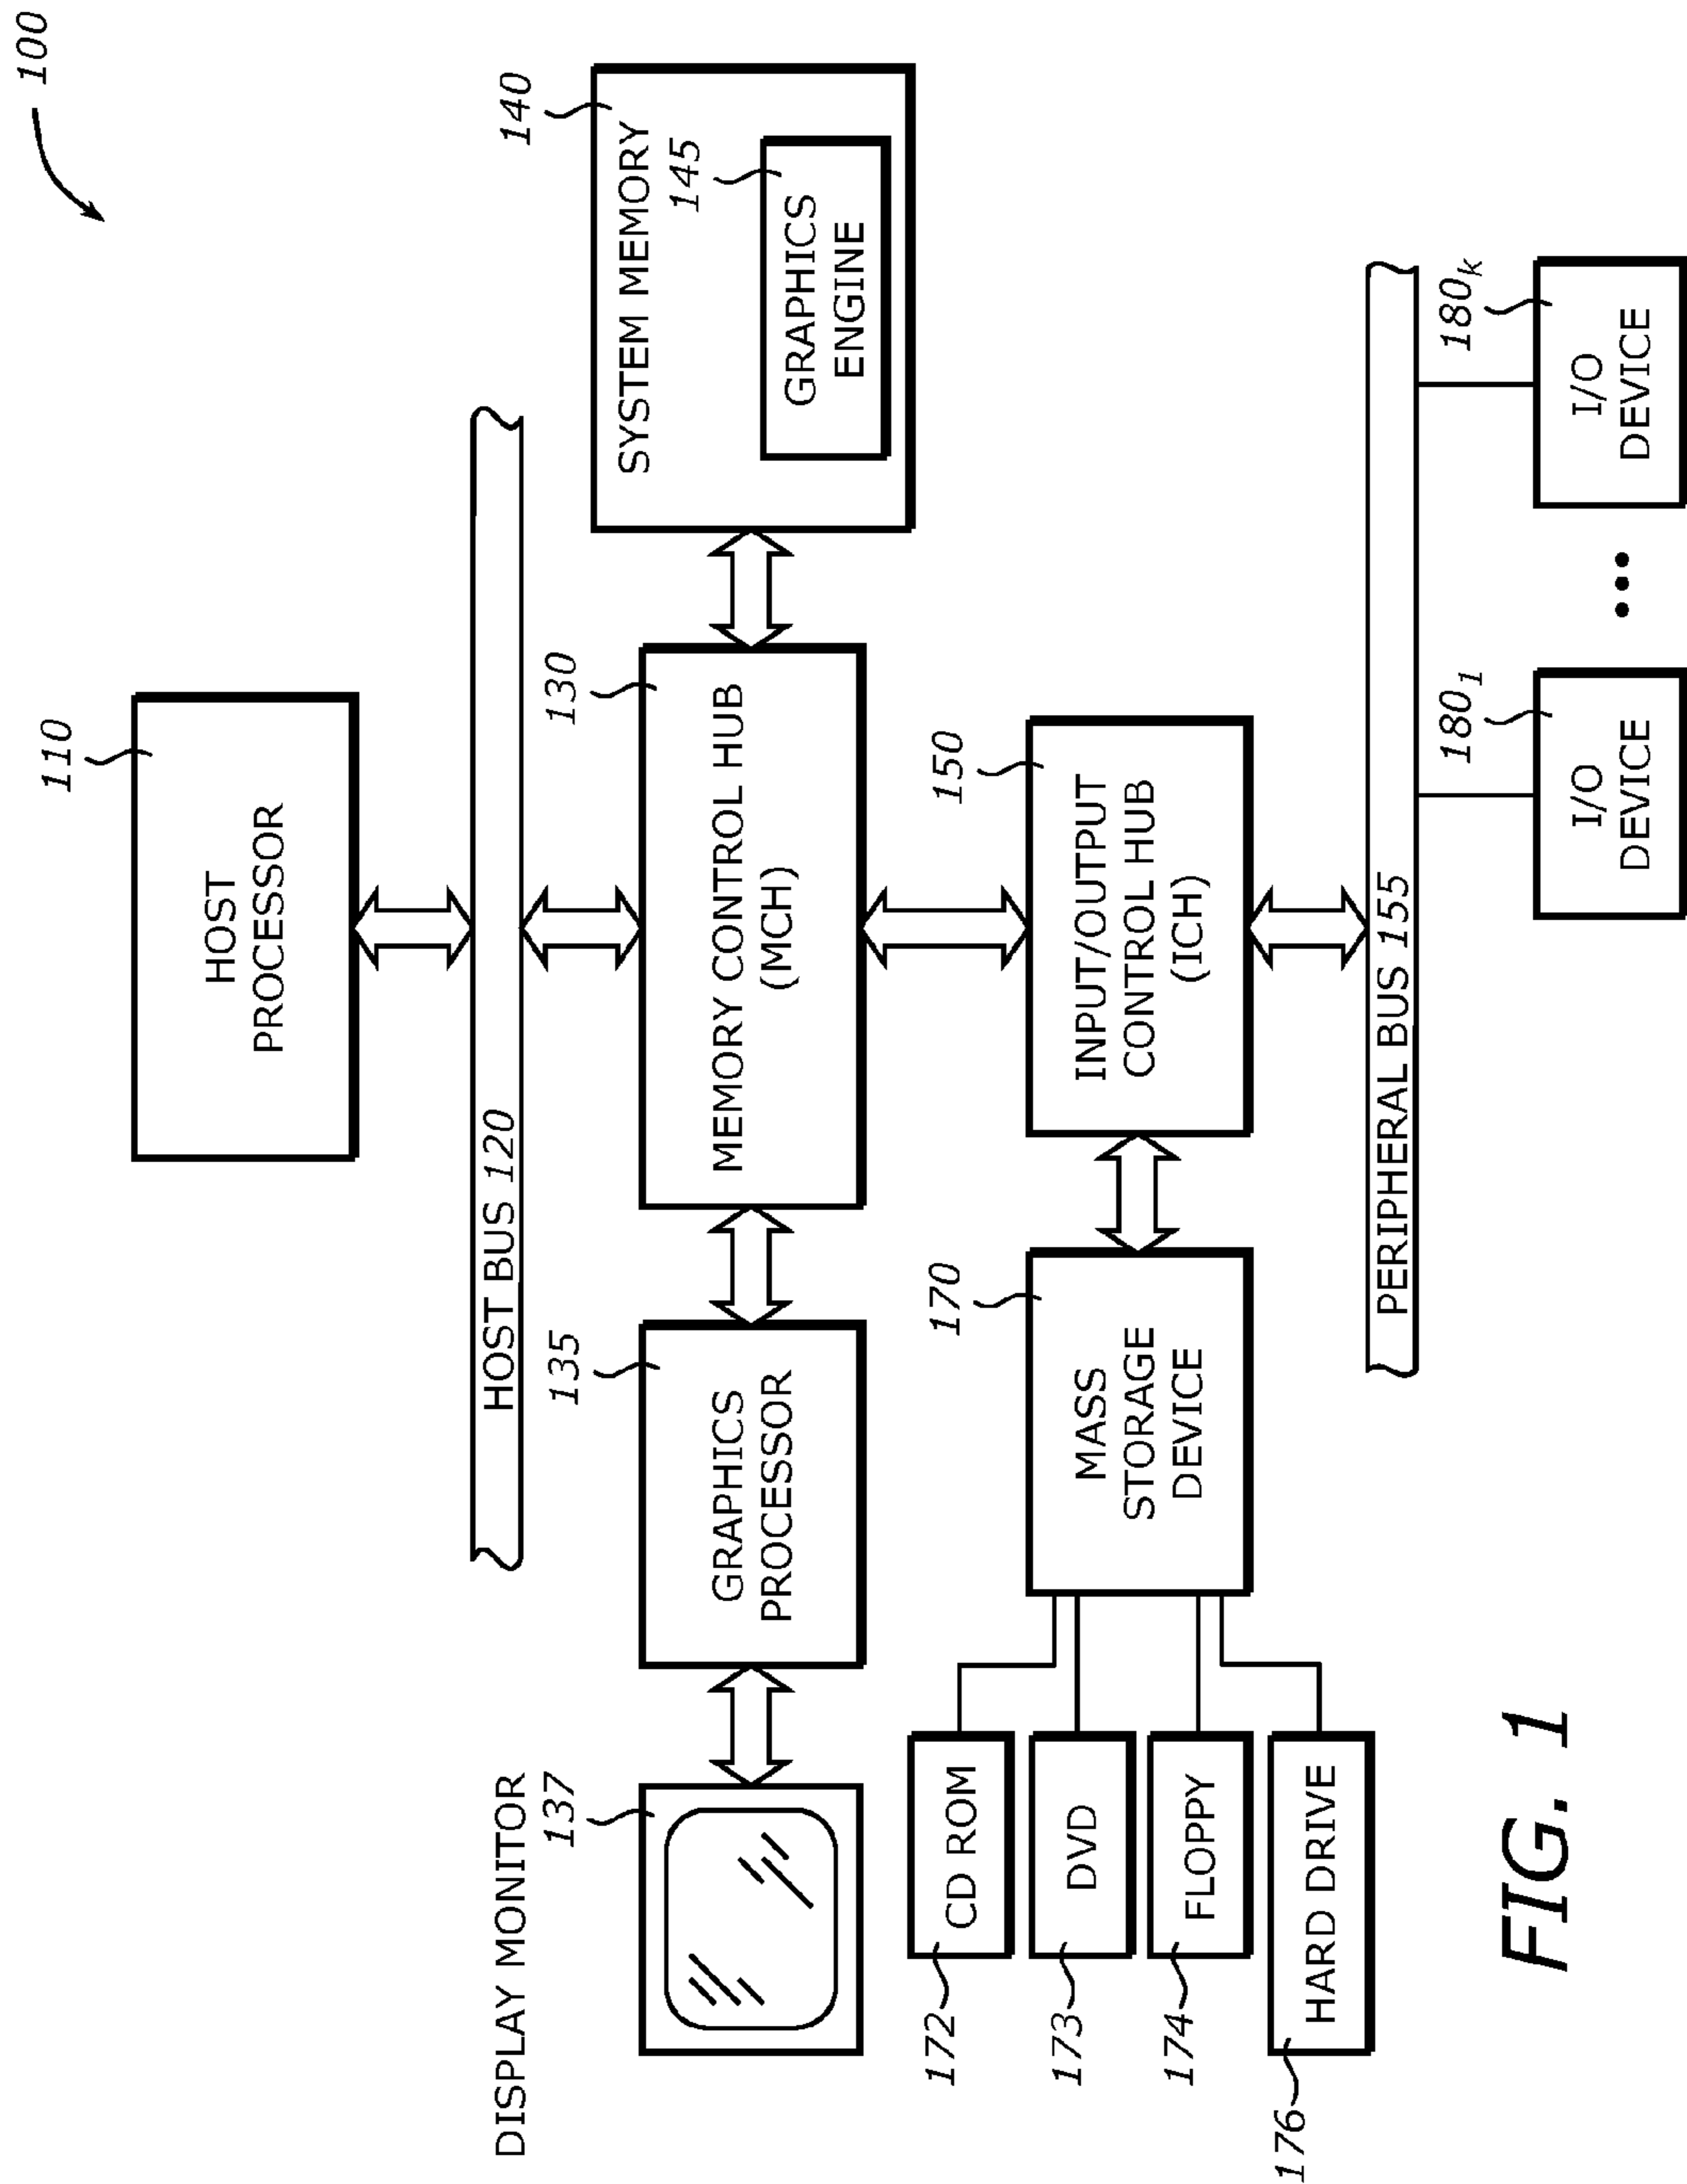 100
110
HOST
PROCESSOR
HOST BUS 120
DISPLAY MONITOR
137
135
GRAPHICS
PROCESSOR
130
MEMORY CONTROL HUB
(MCH)
140
SYSTEM MEMORY
145
GRAPHICS
ENGINE
172
CD ROM
173
DVD
174
FLOPPY
176
HARD DRIVE
170
MASS
STORAGE
DEVICE
150
INPUT/OUTPUT
CONTROL HUB
(ICH)
PERIPHERAL BUS 155
180₁
I/O
DEVICE
•••
180ₖ
I/O
DEVICE
FIG. 1